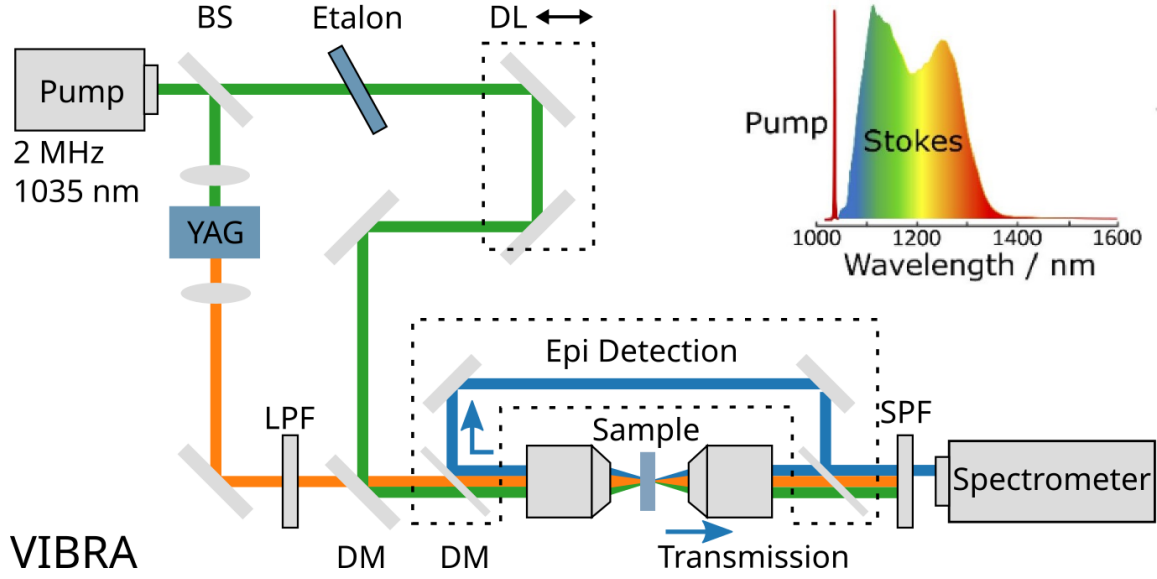 BS
Etalon
DL
Pump
2 MHz
1035 nm
YAG
Pump
Stokes
1000 1200 1400 1600
Wavelength / nm
Epi Detection
LPF
Sample
SPF
Spectrometer
VIBRA
DM
DM
Transmission